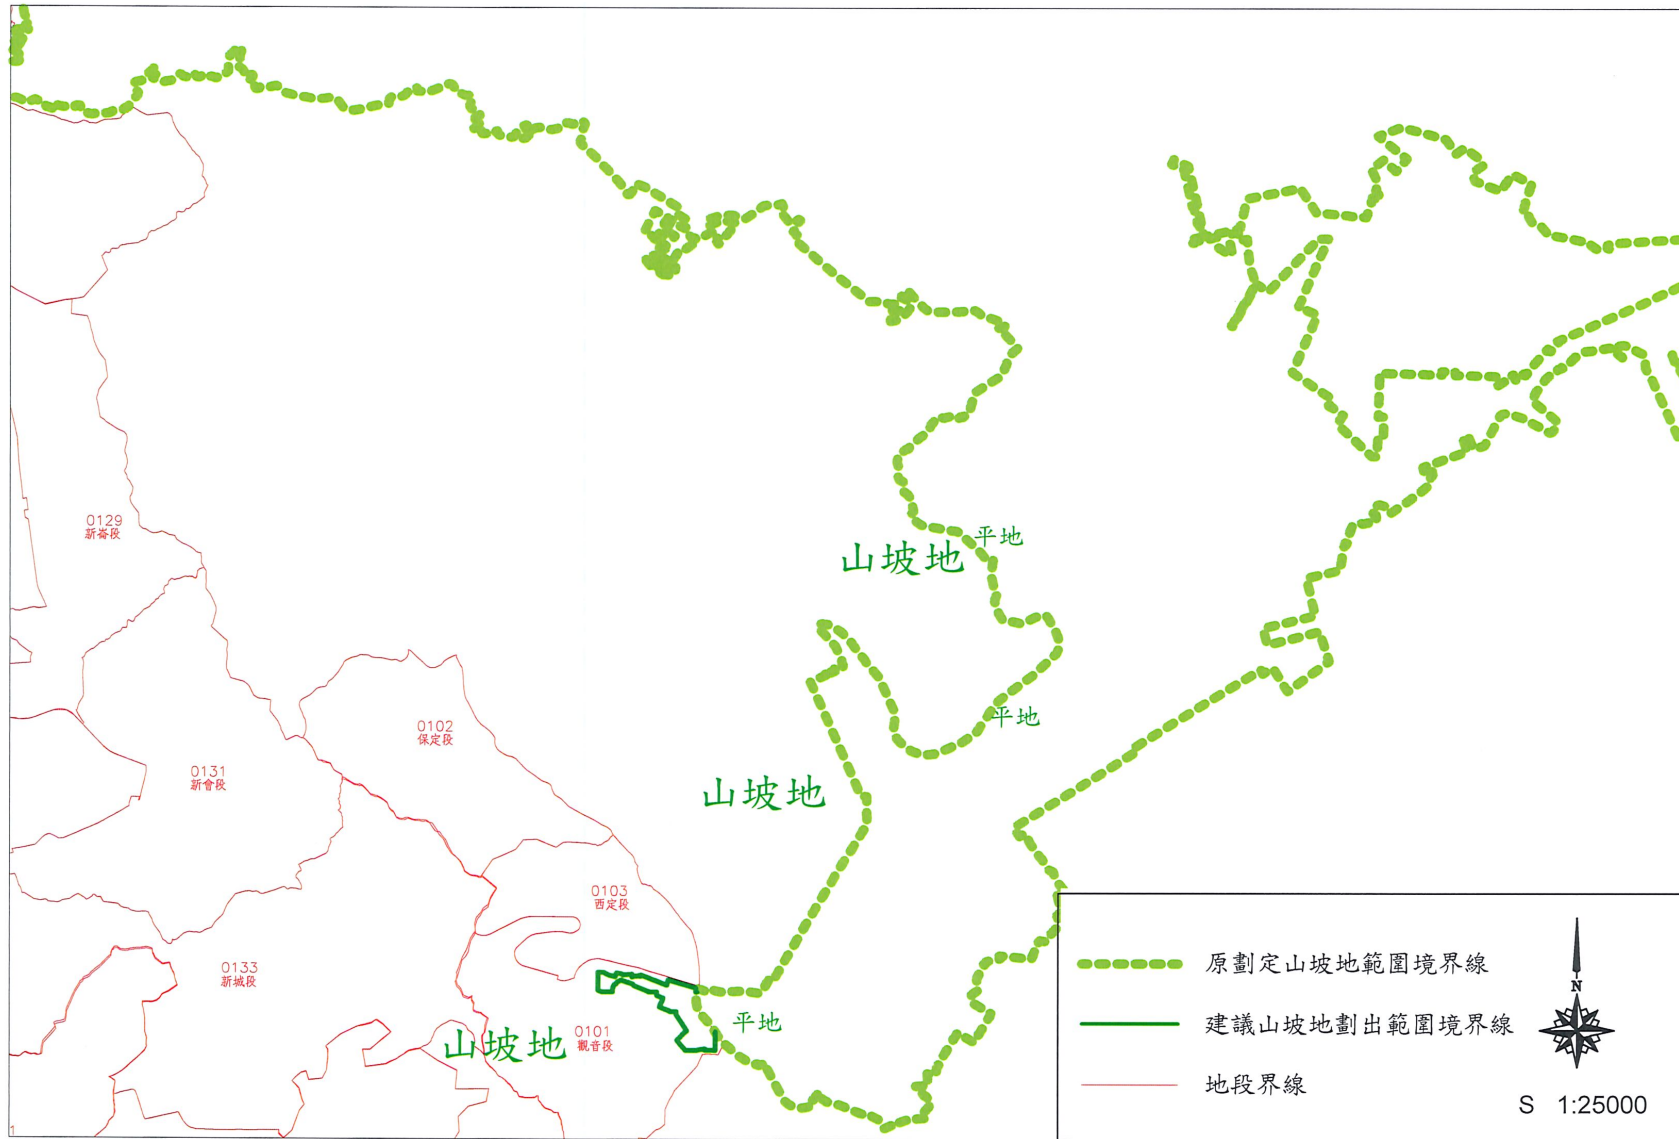 0129
新崙段
平地
山坡地
0102
保定段
平地
0131
新會段
山坡地
0103
西定段
0133
新城段
平地
0101
觀音段
山坡地
原劃定山坡地範圍境界線
建議山坡地劃出範圍境界線
地段界線
N
S 1:25000
1